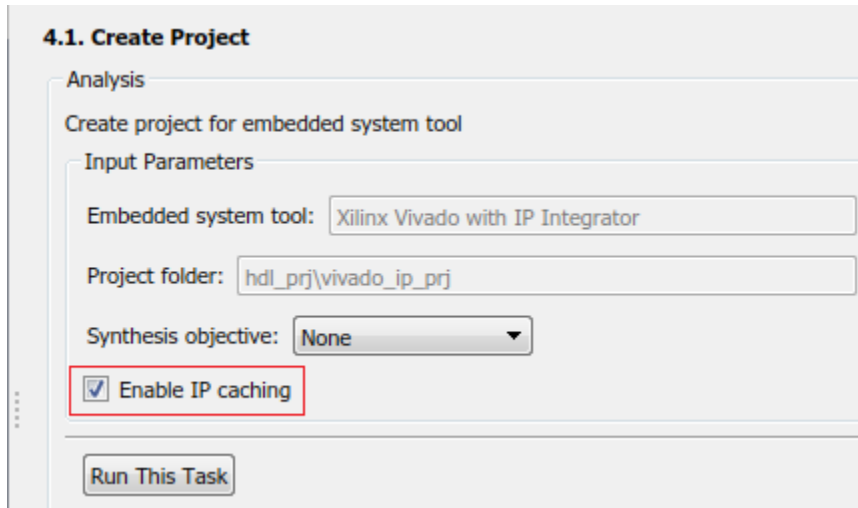 4.1. Create Project
Analysis
Create project for embedded system tool
Input Parameters
Embedded system tool: Xilinx Vivado with IP Integrator
Project folder: hdl_prj\vivado_ip_prj
Synthesis objective: None
Enable IP caching
Run This Task